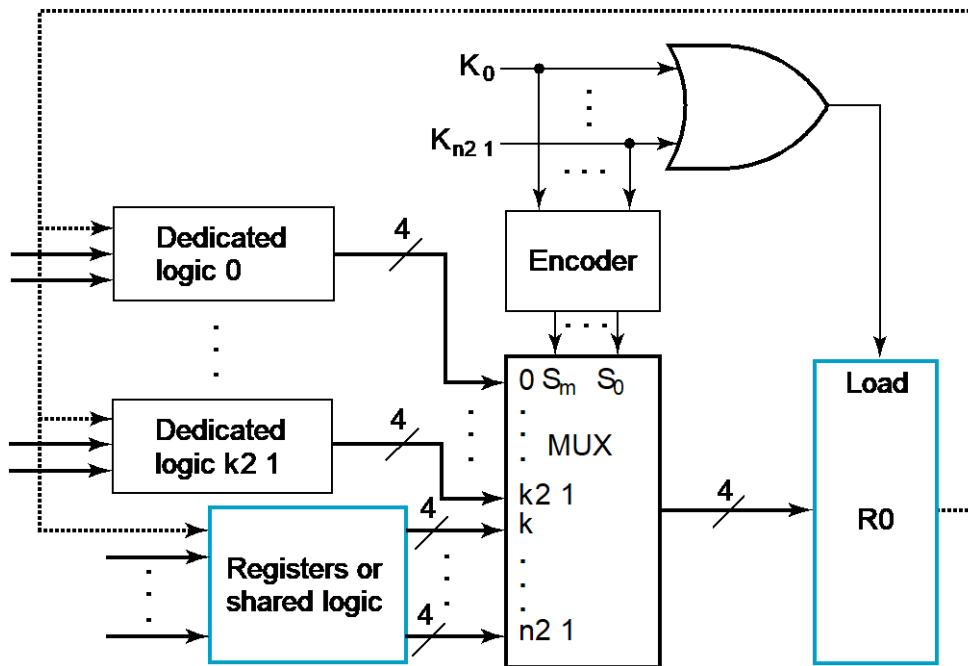 K0
Kn2 1
4
Dedicated
logic 0
Encoder
0 Sm S0
Load
4
Dedicated
logic k2 1
MUX
k2 1
4
k
4
R0
Registers or
shared logic
4
n2 1